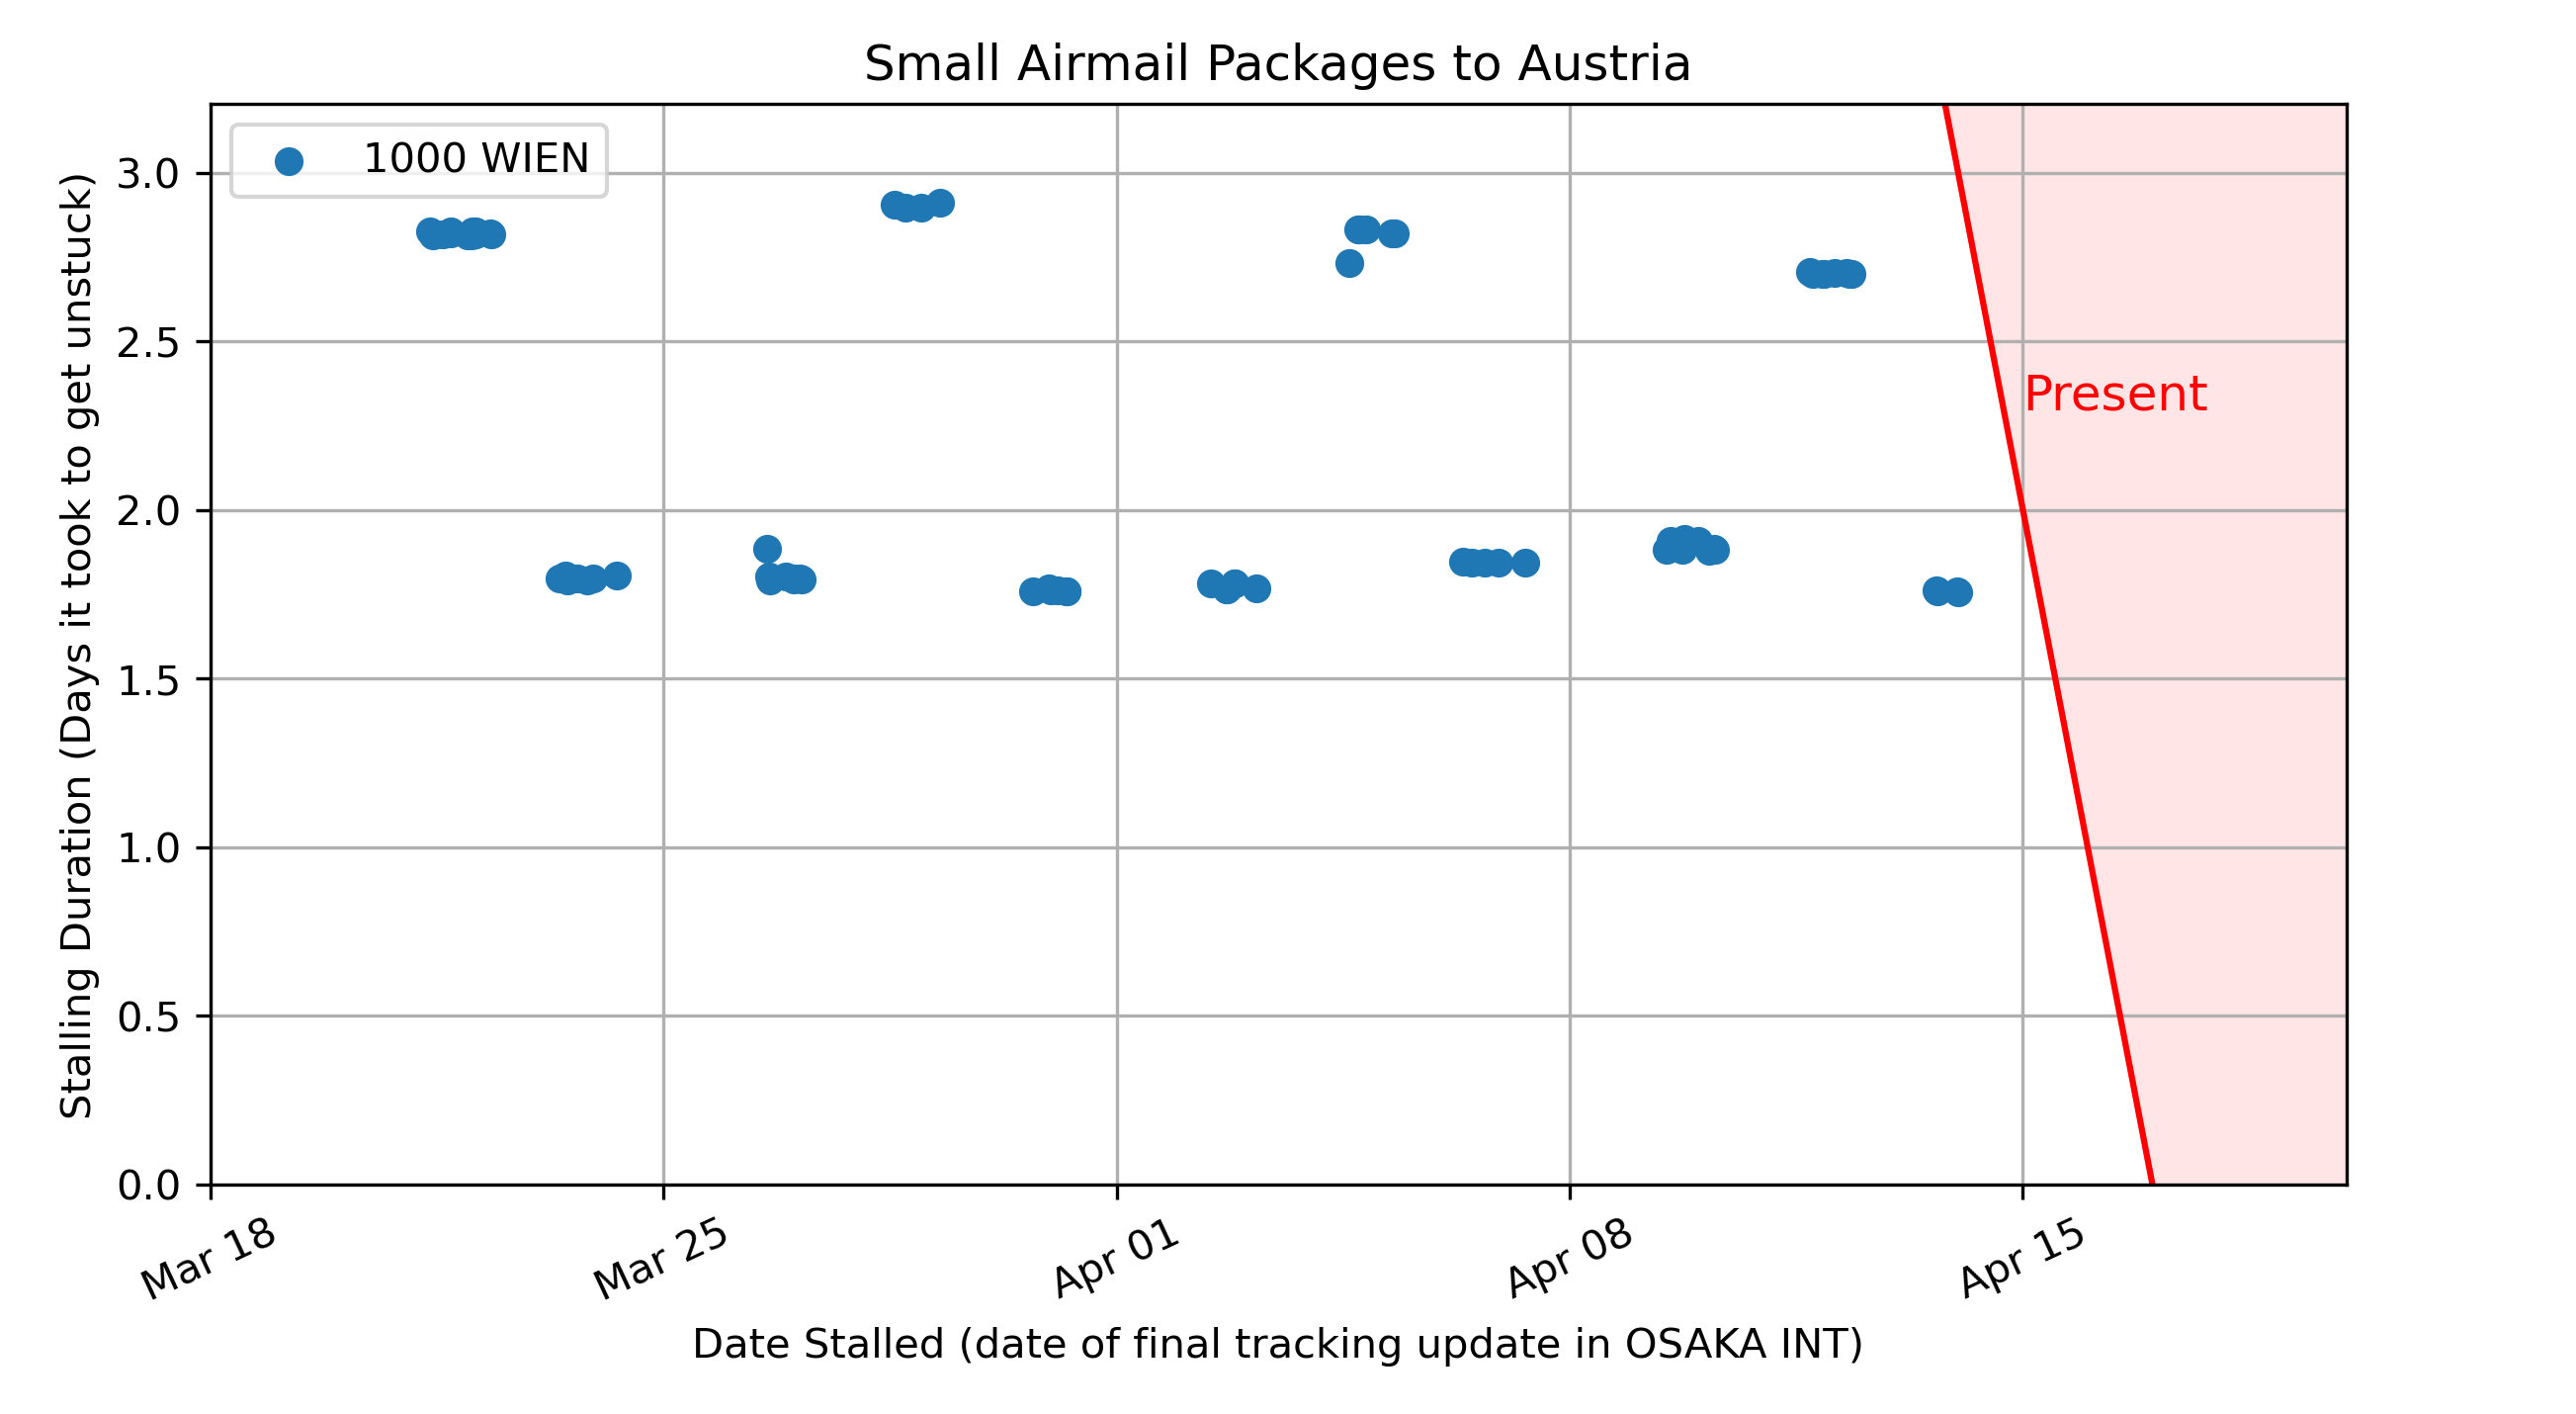 Small Airmail Packages to Austria
1000 WIEN
Stalling Duration (Days it took to get unstuck)
3.0
2.5
2.0
1.5
1.0
0.5
0.0
Present
Mar 18
Mar 25
Apr 01
Apr 08
Apr 15
Date Stalled (date of final tracking update in OSAKA INT)